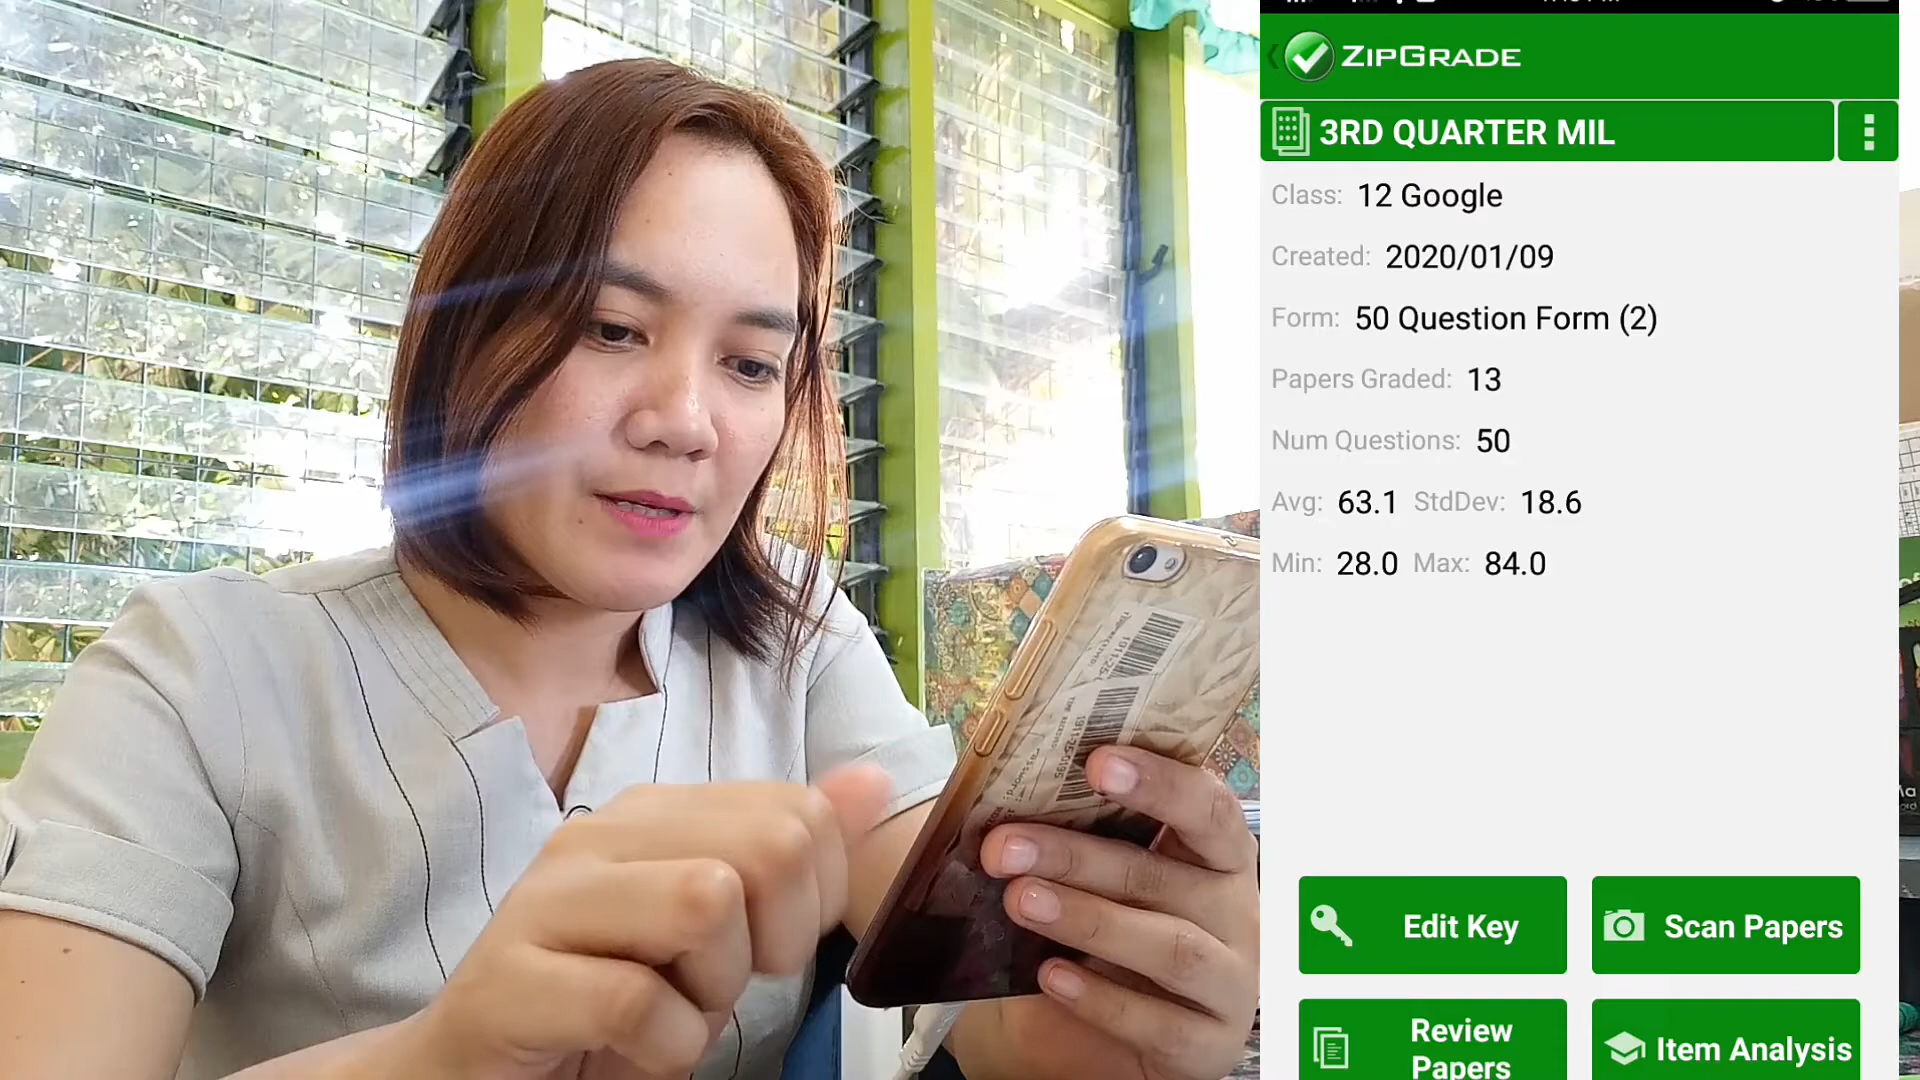 ZIPGRADE
3RD QUARTER MIL
Class: 12 Google
Created: 2020/01/09
Form: 50 Question Form (2)
Papers Graded: 13
Num Questions: 50
Avg: 63.1 StdDev: 18.6
Min: 28.0 Max: 84.0
Edit Key
Scan Papers
Review
Papers
Item Analysis